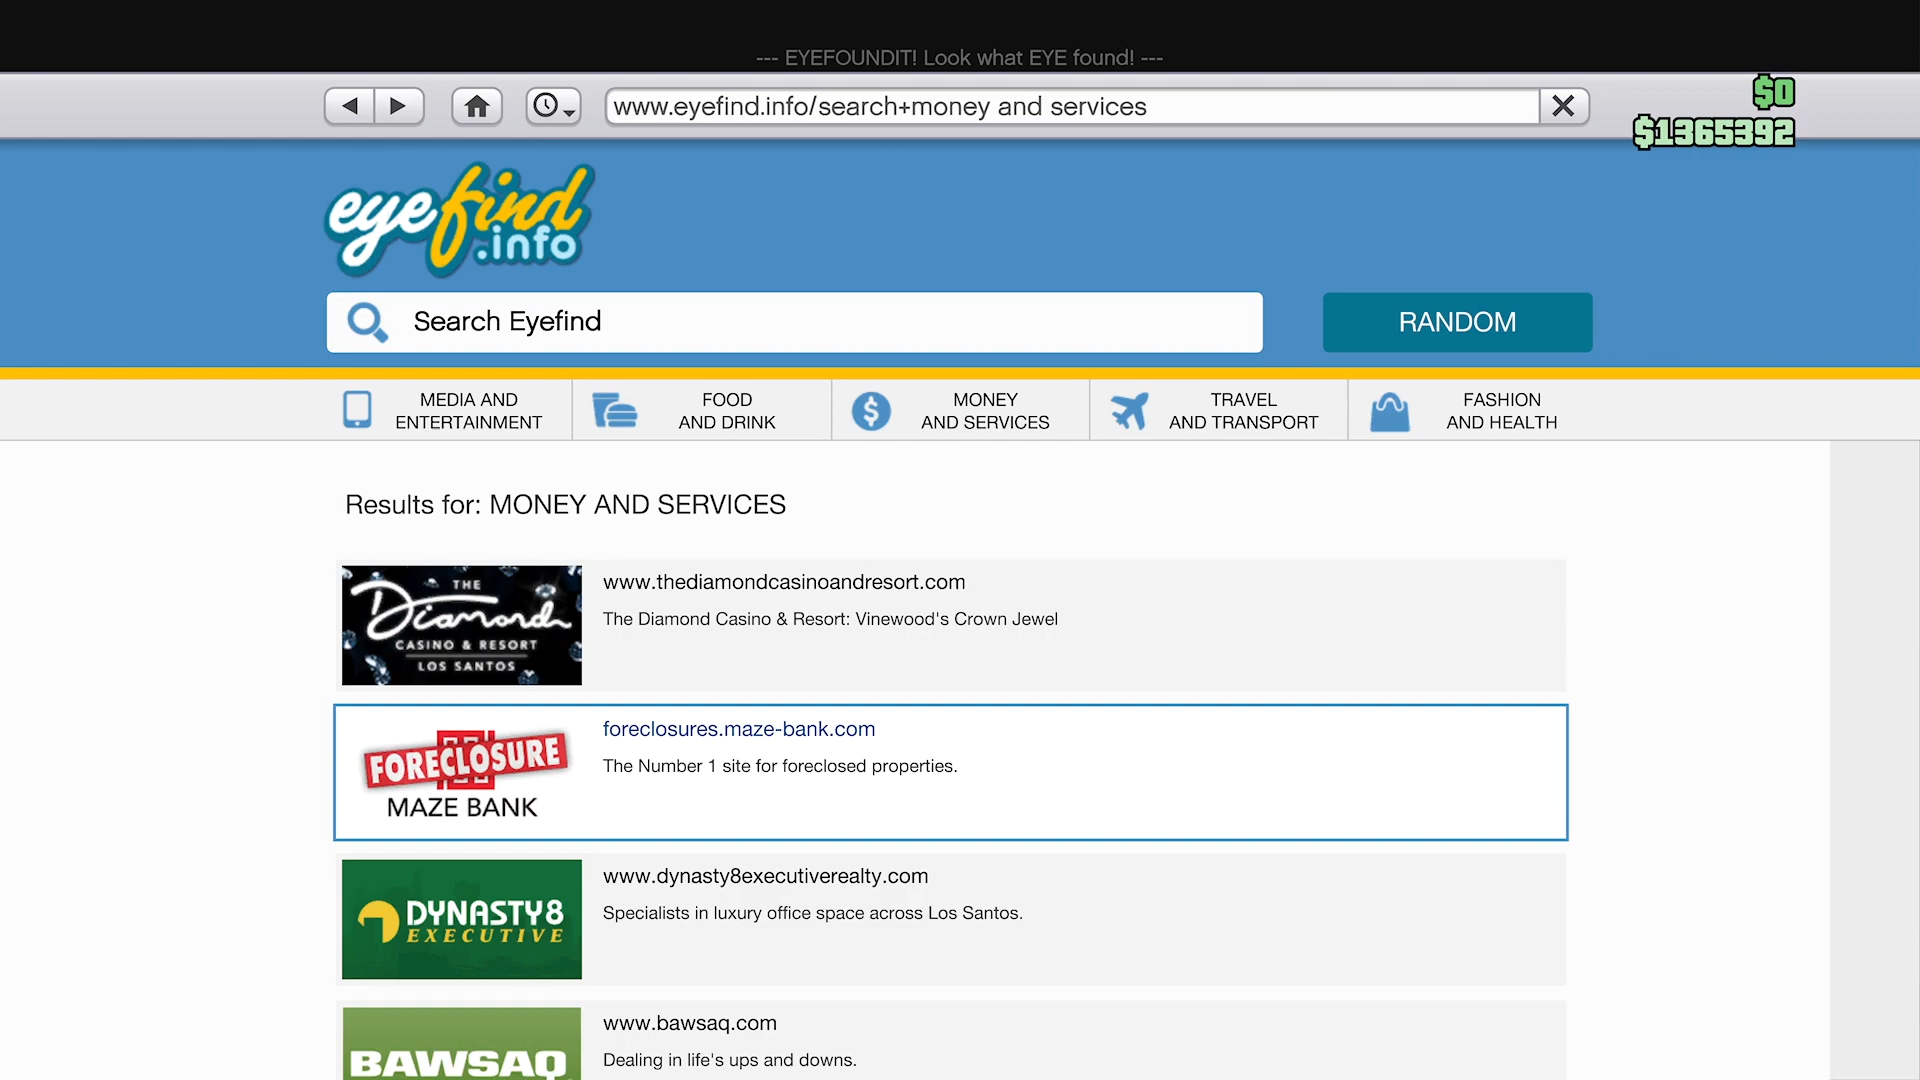 --- EYEFOUNDIT! Look what EYE found! ---
www.eyefind.info/search+money and services
$0
$1365392
eyefind
.info
Search Eyefind
RANDOM
MEDIA AND
ENTERTAINMENT
FOOD
AND DRINK
MONEY
AND SERVICES
TRAVEL
AND TRANSPORT
FASHION
AND HEALTH
Results for: MONEY AND SERVICES
THE
Diamond
CASINO & RESORT
LOS SANTOS
www.thediamondcasinoandresort.com
The Diamond Casino & Resort: Vinewood's Crown Jewel
FORECLOSURE
MAZE BANK
foreclosures.maze-bank.com
The Number 1 site for foreclosed properties.
DYNASTY8
EXECUTIVE
www.dynasty8executiverealty.com
Specialists in luxury office space across Los Santos.
BAWSAQ
www.bawsaq.com
Dealing in life's ups and downs.